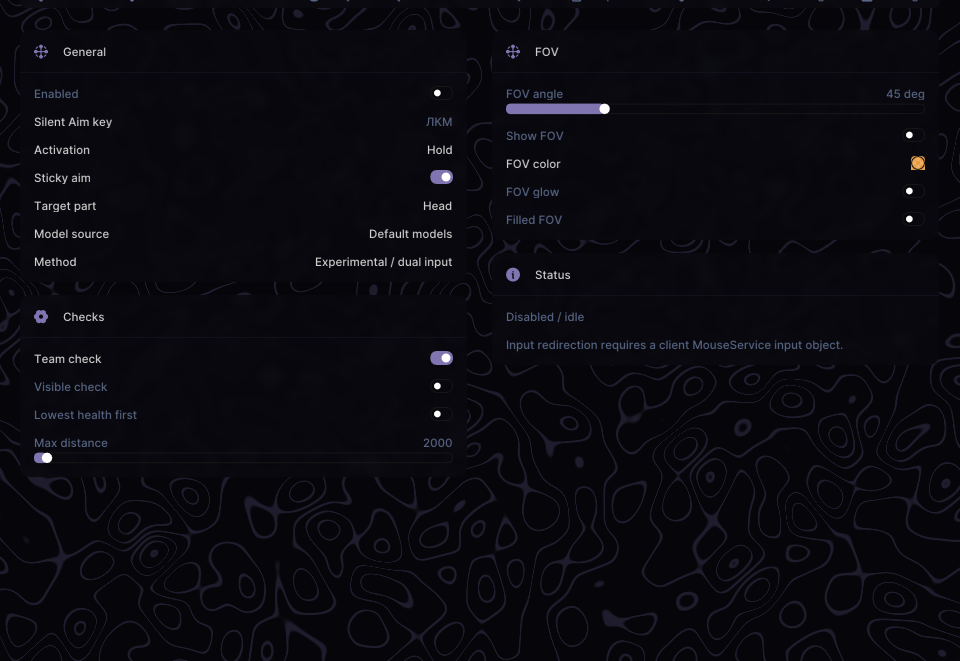 General
Enabled
Silent Aim key ЛКМ
Activation Hold
Sticky aim
Target part Head
Model source Default models
Method Experimental / dual input
Checks
Team check
Visible check
Lowest health first
Max distance 2000
FOV
FOV angle 45 deg
Show FOV
FOV color
FOV glow
Filled FOV
Status
Disabled / idle
Input redirection requires a client MouseService input object.